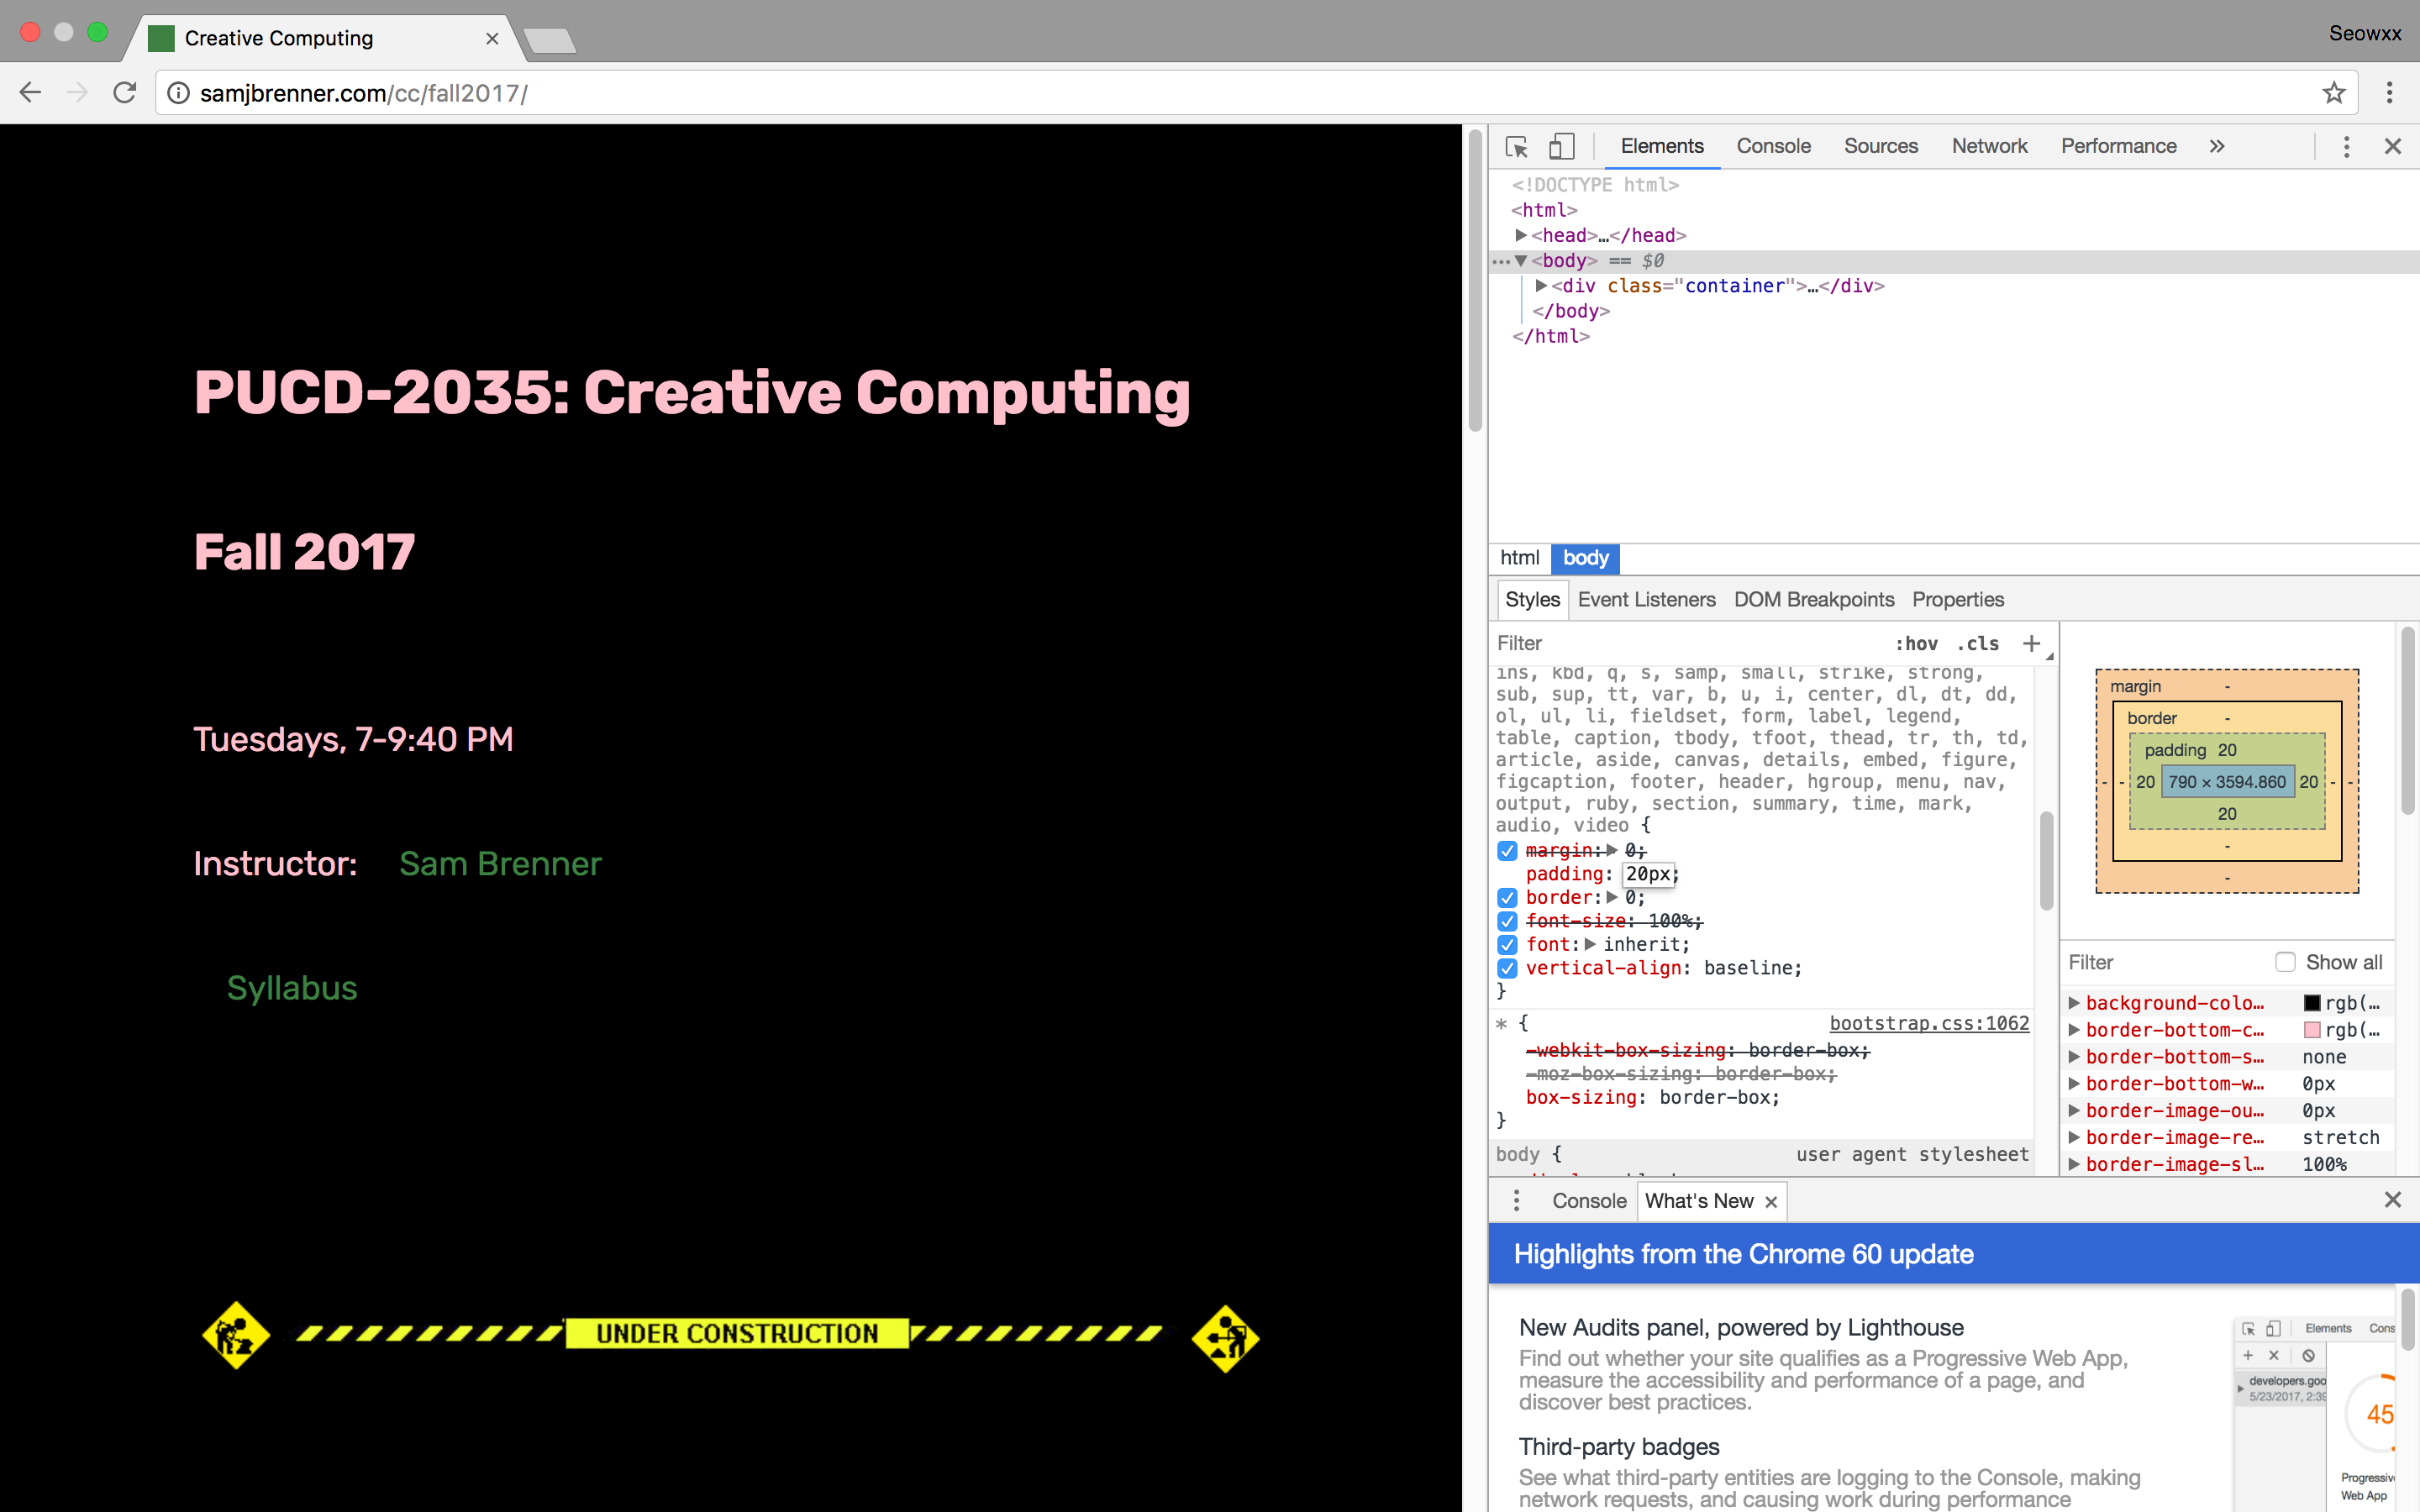 Creative Computing
Seowxx
samjbrenner.com/cc/fall2017/
PUCD-2035: Creative Computing
Fall 2017
Tuesdays, 7-9:40 PM
Instructor: Sam Brenner
Syllabus
UNDER CONSTRUCTION
Elements Console Sources Network Performance »
<!DOCTYPE html>
<html>
<head>…</head>
<body> == $0
<div class="container">…</div>
</body>
</html>
html body
Styles Event Listeners DOM Breakpoints Properties
Filter :hov .cls +
ins, kbd, q, s, samp, small, strike, strong,
sub, sup, tt, var, b, u, i, center, dl, dt, dd,
ol, ul, li, fieldset, form, label, legend,
table, caption, tbody, tfoot, thead, tr, th, td,
article, aside, canvas, details, embed, figure,
figcaption, footer, header, hgroup, menu, nav,
output, ruby, section, summary, time, mark,
audio, video {
margin: 0;
padding: 20px;
border: 0;
font-size: 100%;
font: inherit;
vertical-align: baseline;
}
* { bootstrap.css:1062
-webkit-box-sizing: border-box;
-moz-box-sizing: border-box;
box-sizing: border-box;
}
body { user agent stylesheet
margin -
border -
padding 20
- - 20 790 × 3594.860 20 - -
20
-
-
Filter Show all
background-colo… rgb(…
border-bottom-c… rgb(…
border-bottom-s… none
border-bottom-w… 0px
border-image-ou… 0px
border-image-re… stretch
border-image-sl… 100%
Console What's New
Highlights from the Chrome 60 update
New Audits panel, powered by Lighthouse
Find out whether your site qualifies as a Progressive Web App,
measure the accessibility and performance of a page, and
discover best practices.
Third-party badges
See what third-party entities are logging to the Console, making
network requests, and causing work during performance
Elements Cons
developers.goo
5/23/2017, 2:39
45
Progressiv
Web App